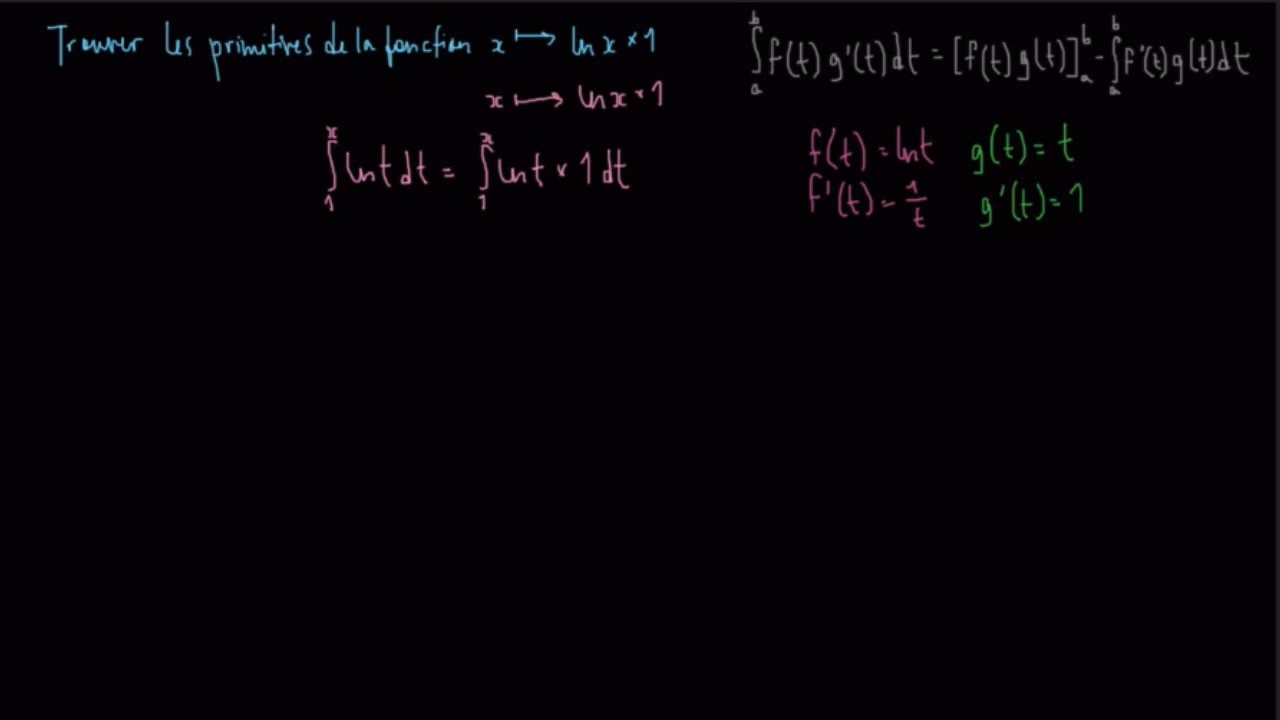 Trouver les primitives de la fonction x ⟼ ln x × 1
x ⟼ ln x × 1
∫₁ˣ ln t dt = ∫₁ˣ ln t × 1 dt
∫ₐᵇ f(t) g'(t) dt = [f(t) g(t)]ₐᵇ - ∫ₐᵇ f'(t) g(t) dt
f(t) = ln t g(t) = t
f'(t) = 1/t g'(t) = 1